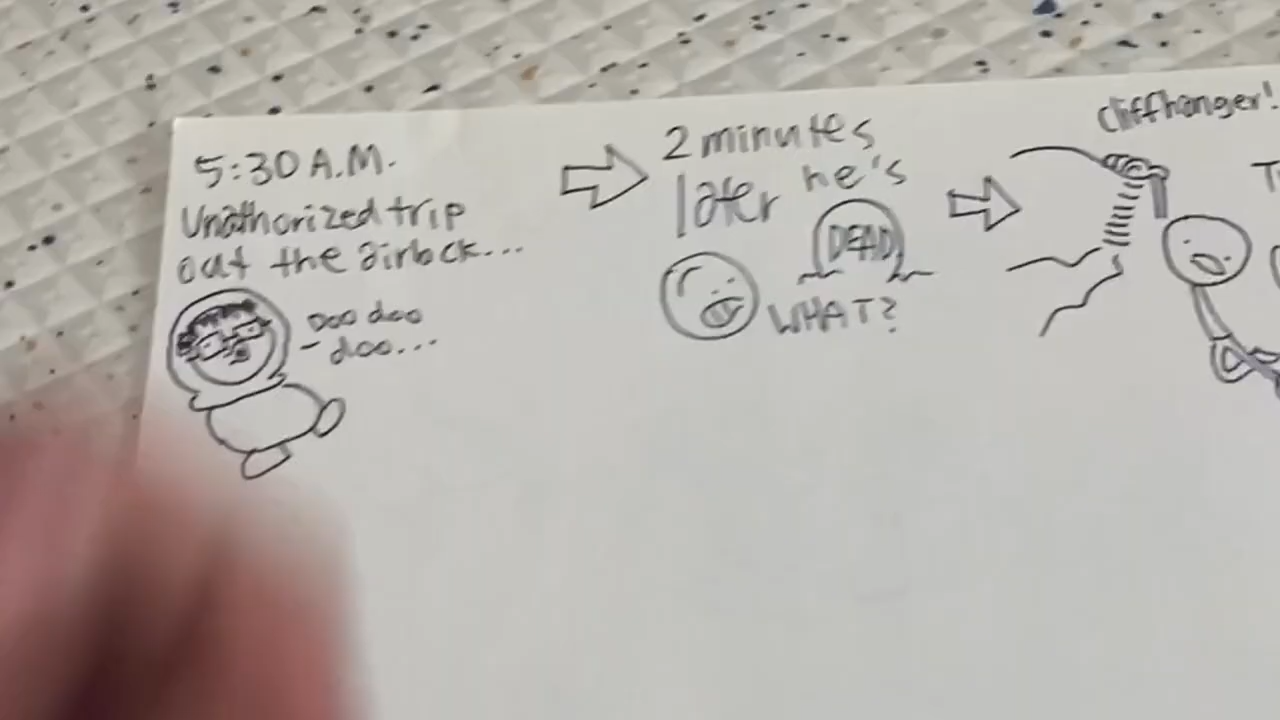 5:30 A.M.
Unathorized trip
out the airlock...
Doo doo
doo...
2 minutes
later he's
DEAD
WHAT?
Cliffhanger!